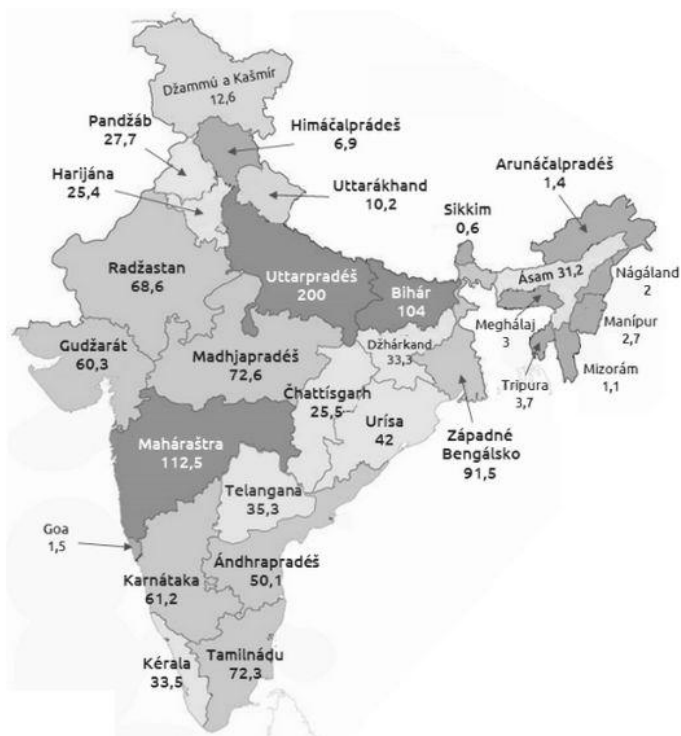 Džammú a Kašmír
12,6
Pandžáb
27,7
Himáčalprádeš
6,9
Harijána
25,4
Uttarákhand
10,2
Arunáčalpradéš
1,4
Sikkim
0,6
Radžastan
68,6
Uttarpradéš
200
Bihár
104
Ásam 31,2
Nágáland
2
Meghálaj
3
Manípur
2,7
Gudžarát
60,3
Madhjapradéš
72,6
Džhárkand
33,3
Tripura
3,7
Mizorám
1,1
Čhattísgarh
25,5
Urísa
42
Západné
Bengálsko
91,5
Maháraštra
112,5
Telangana
35,3
Goa
1,5
Ándhrapradéš
50,1
Karnátaka
61,2
Kérala
33,5
Tamilnádu
72,3